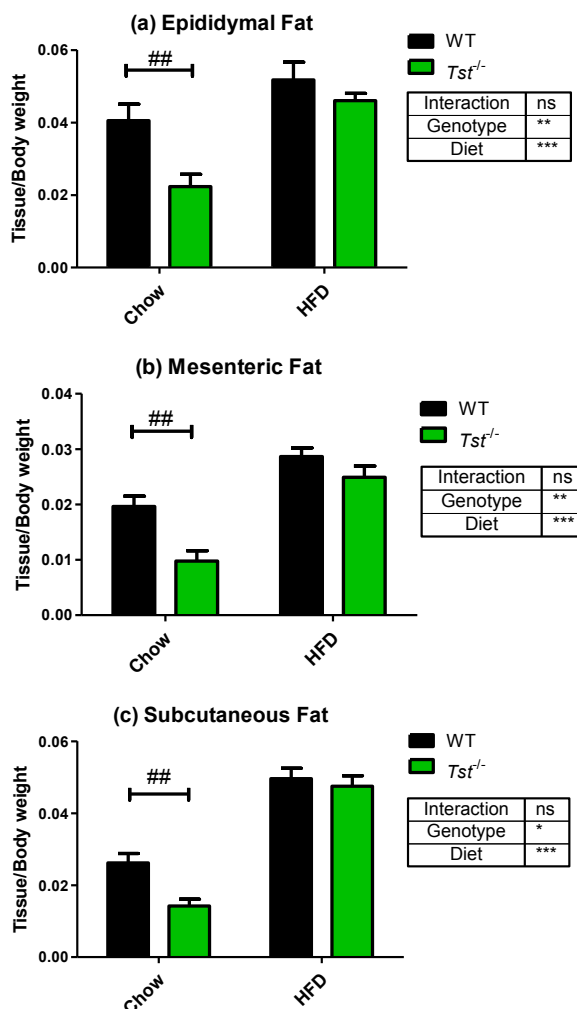 (a) Epididymal Fat
Tissue/Body weight
0.06
0.04
0.02
0.00
##
Chow
HFD
WT
Tst-/-
Interaction ns
Genotype **
Diet ***
(b) Mesenteric Fat
Tissue/Body weight
0.04
0.03
0.02
0.01
0.00
##
Chow
HFD
WT
Tst-/-
Interaction ns
Genotype **
Diet ***
(c) Subcutaneous Fat
Tissue/Body weight
0.06
0.04
0.02
0.00
##
Chow
HFD
WT
Tst-/-
Interaction ns
Genotype *
Diet ***